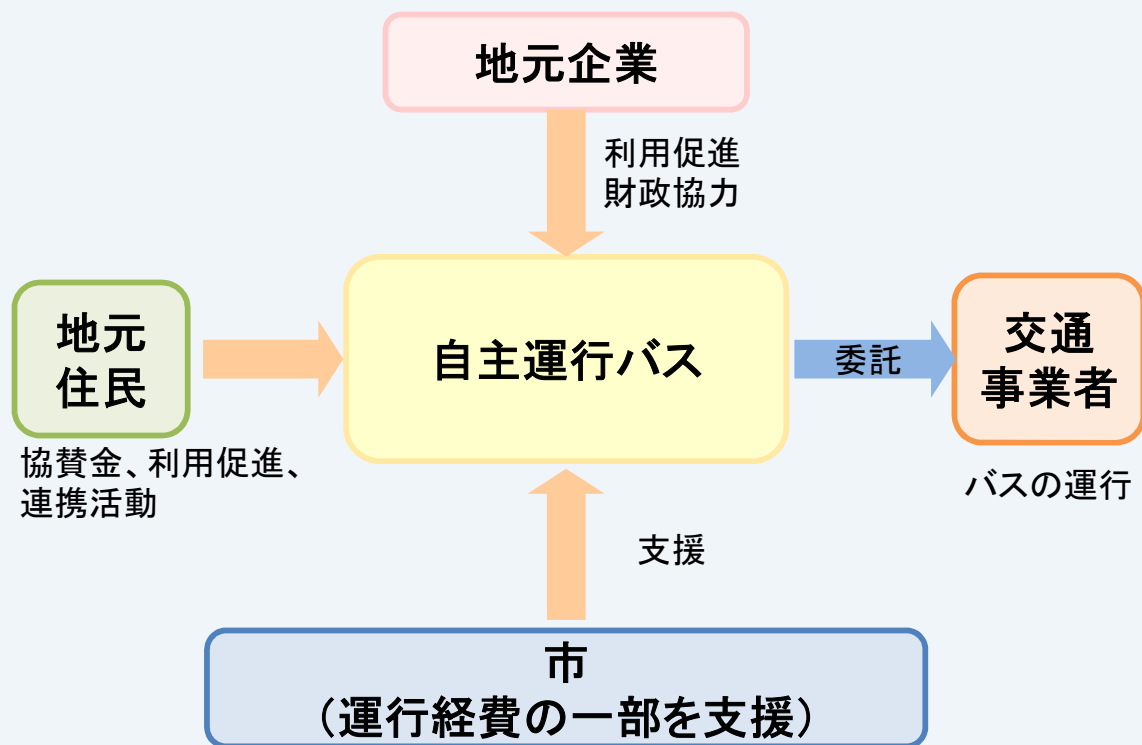 地元企業
利用促進
財政協力
地元
住民
協賛金、利用促進、
連携活動
自主運行バス
委託
交通
事業者
バスの運行
支援
市
（運行経費の一部を支援）